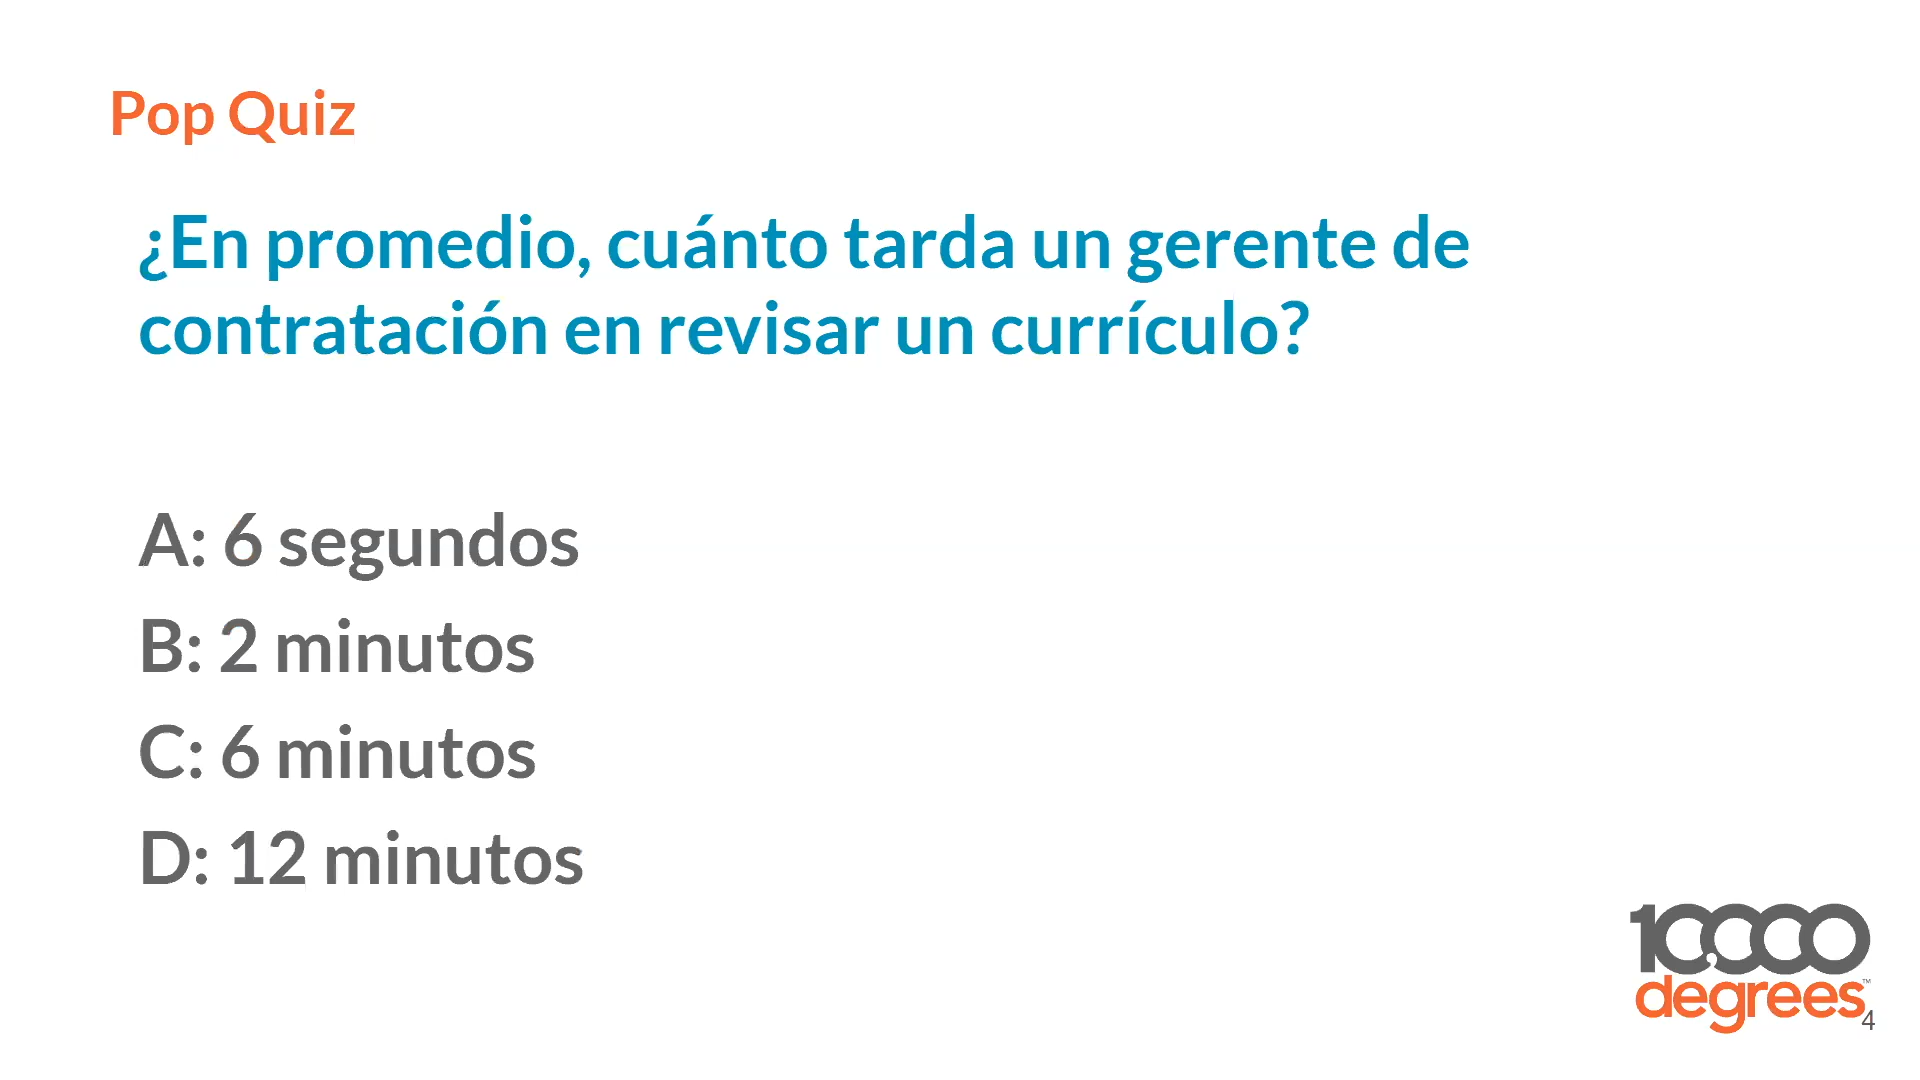 Pop Quiz
¿En promedio, cuánto tarda un gerente de
contratación en revisar un currículo?
A: 6 segundos
B: 2 minutos
C: 6 minutos
D: 12 minutos
10,000
degrees™
4